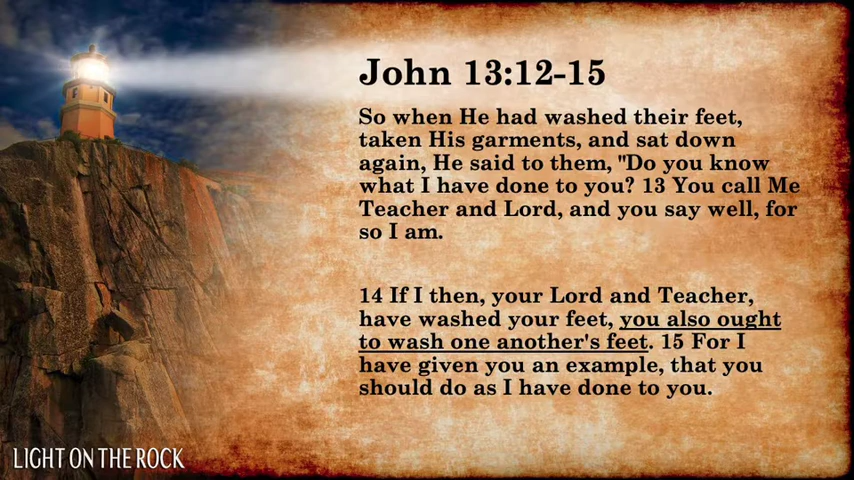 John 13:12-15
So when He had washed their feet,
taken His garments, and sat down
again, He said to them, "Do you know
what I have done to you? 13 You call Me
Teacher and Lord, and you say well, for
so I am.
14 If I then, your Lord and Teacher,
have washed your feet, you also ought
to wash one another's feet. 15 For I
have given you an example, that you
should do as I have done to you.
LIGHT ON THE ROCK